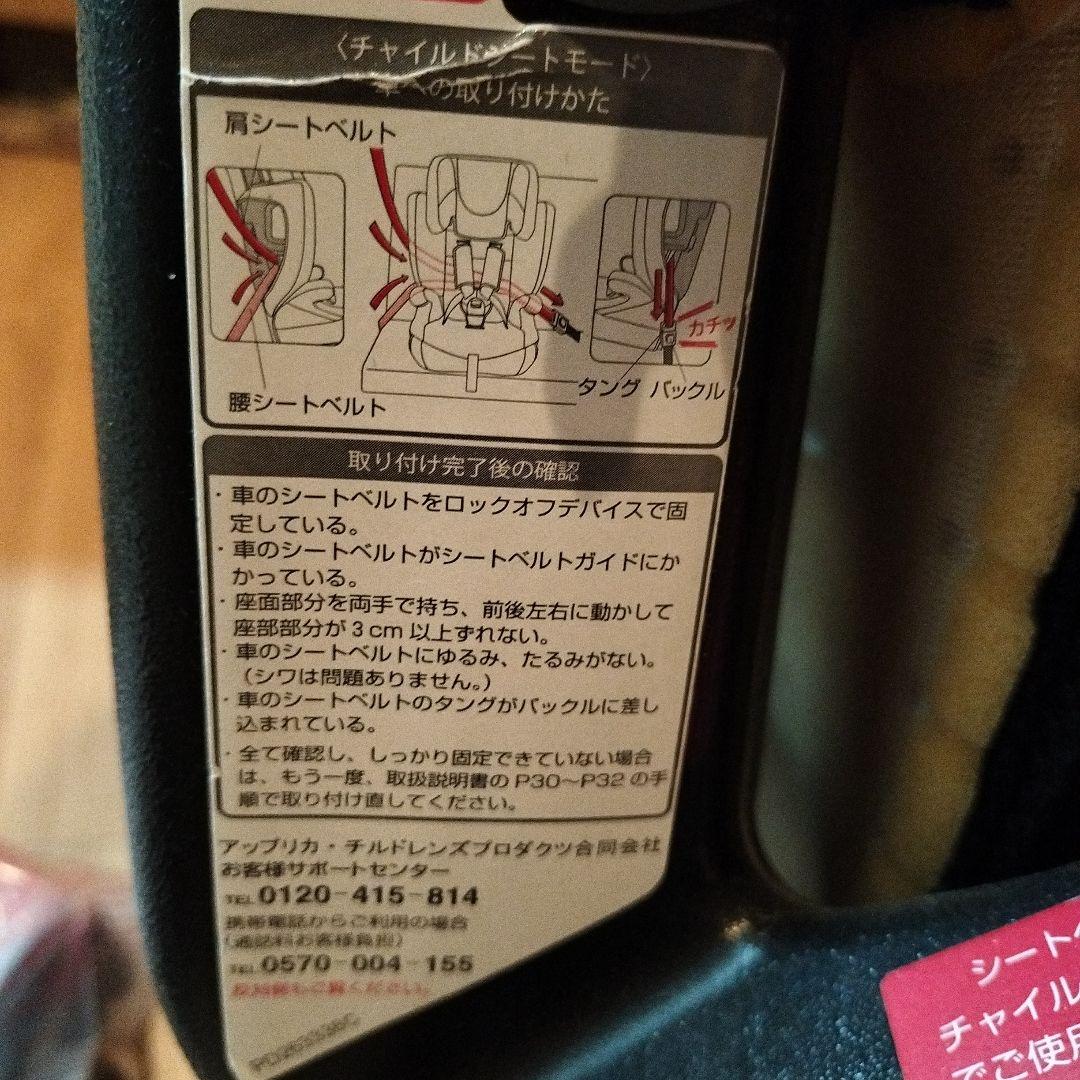 〈チャイルドシートモード〉
車への取り付けかた
肩シートベルト
カチッ
タング バックル
腰シートベルト
取り付け完了後の確認
・車のシートベルトをロックオフデバイスで固
定している。
・車のシートベルトがシートベルトガイドにか
かっている。
・座面部分を両手で持ち、前後左右に動かして
座部部分が3cm以上ずれない。
・車のシートベルトにゆるみ、たるみがない。
（シワは問題ありません。）
・車のシートベルトのタングがバックルに差し
込まれている。
・全て確認し、しっかり固定できていない場合
は、もう一度、取扱説明書のP30〜P32の手
順で取り付け直してください。
アップリカ・チルドレンズプロダクツ合同会社
お客様サポートセンター
TEL 0120-415-814
携帯電話からご利用の場合
（通話料お客様負担）
TEL 0570-004-155
反対側もご覧ください。
シート
チャイル
でご使用